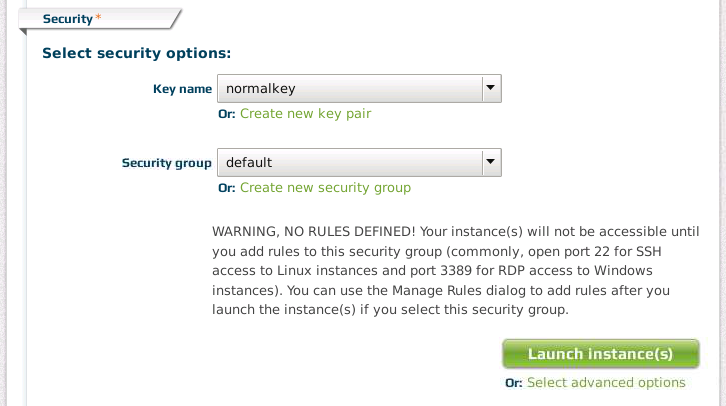 Security *
Select security options:
Key name normalkey
Or: Create new key pair
Security group default
Or: Create new security group
WARNING, NO RULES DEFINED! Your instance(s) will not be accessible until
you add rules to this security group (commonly, open port 22 for SSH
access to Linux instances and port 3389 for RDP access to Windows
instances). You can use the Manage Rules dialog to add rules after you
launch the instance(s) if you select this security group.
Launch instance(s)
Or: Select advanced options